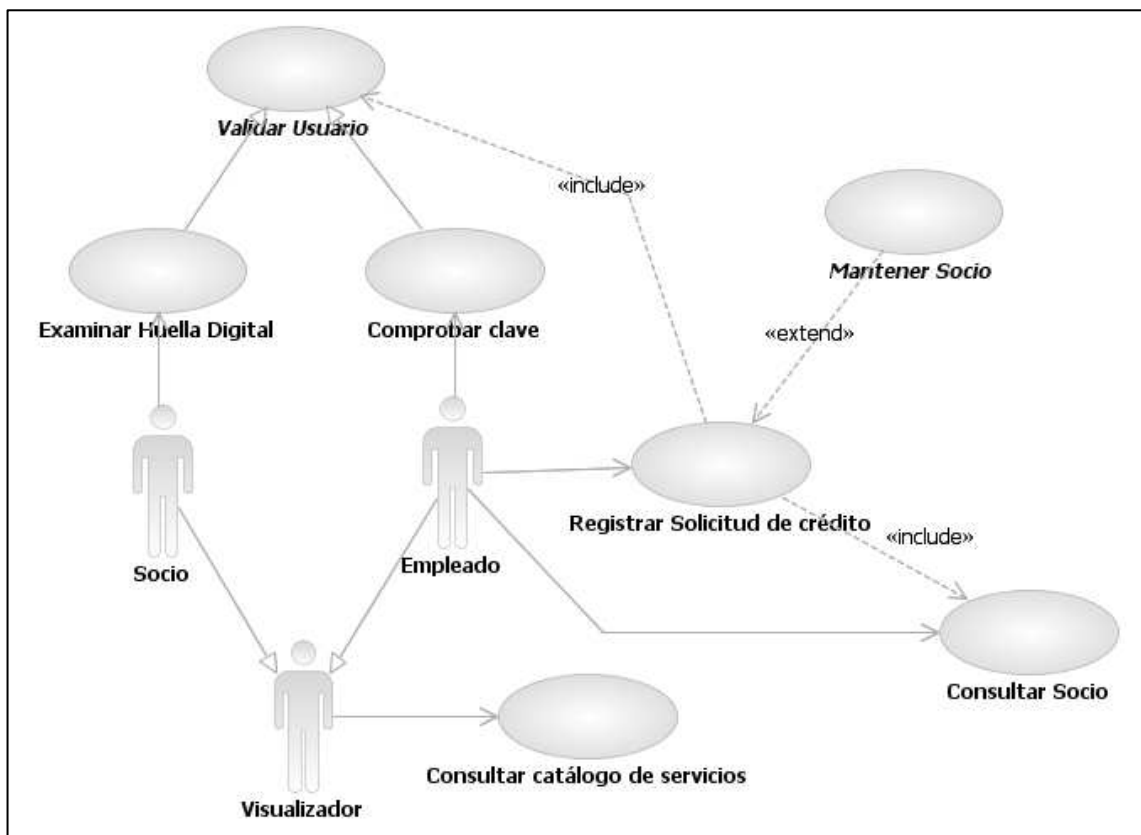 Validar Usuário
«include»
Mantener Socio
Examinar Huella Digital
Comprobar clave
«extend»
Registrar Solicitud de crédito
«include»
Socio
Empleado
Consultar Socio
Consultar catálogo de servicios
Visualizador